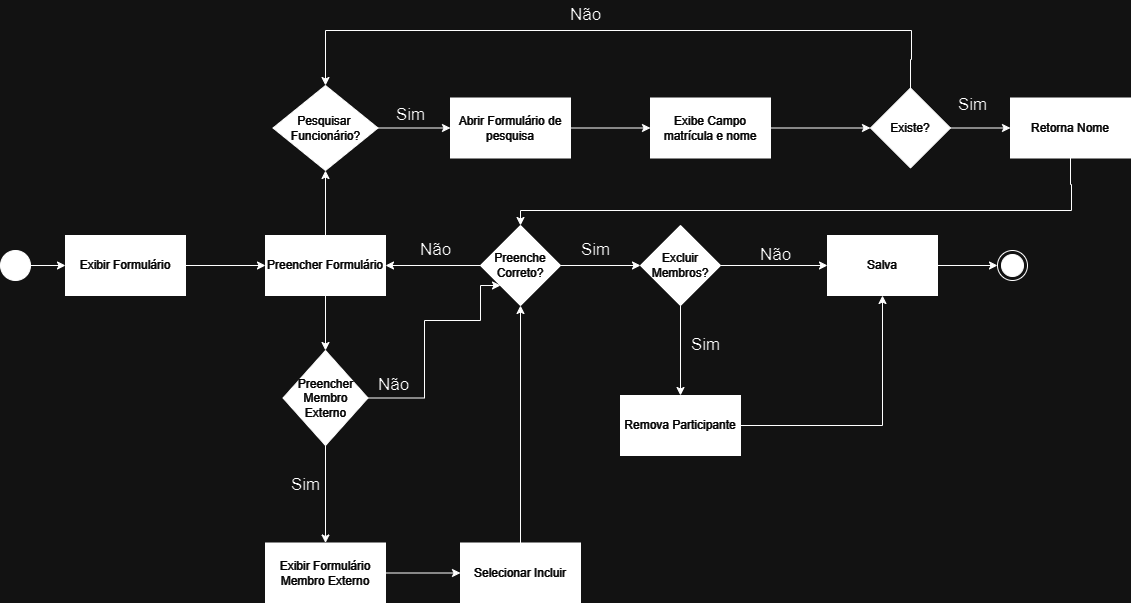 Não
Pesquisar
Funcionário?
Sim
Abrir Formulário de
pesquisa
Exibe Campo
matrícula e nome
Existe?
Sim
Retorna Nome
Exibir Formulário
Preencher Formulário
Não
Preenche
Correto?
Sim
Excluir
Membros?
Não
Salva
Sim
Preencher
Membro
Externo
Não
Remova Participante
Sim
Exibir Formulário
Membro Externo
Selecionar Incluir